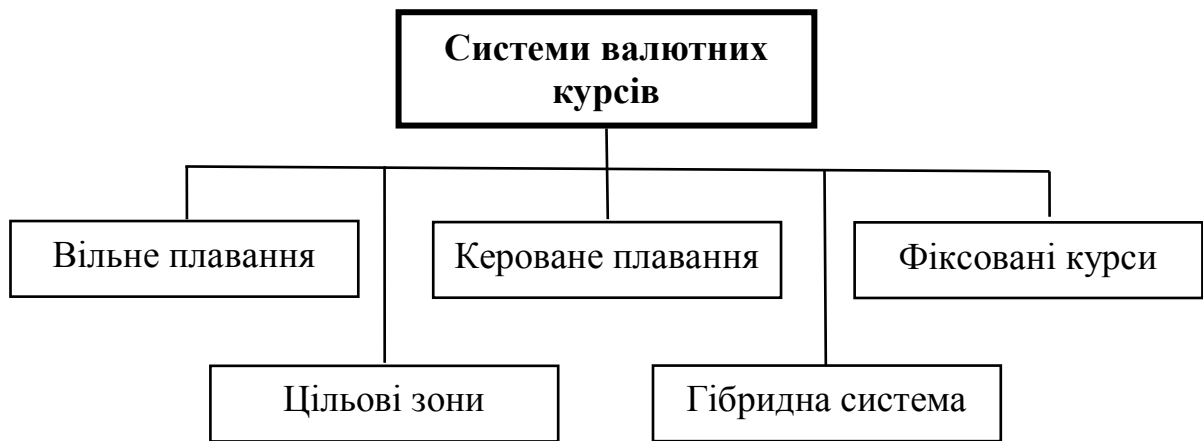 Системи валютних
курсів
Вільне плавання
Кероване плавання
Фіксовані курси
Цільові зони
Гібридна система